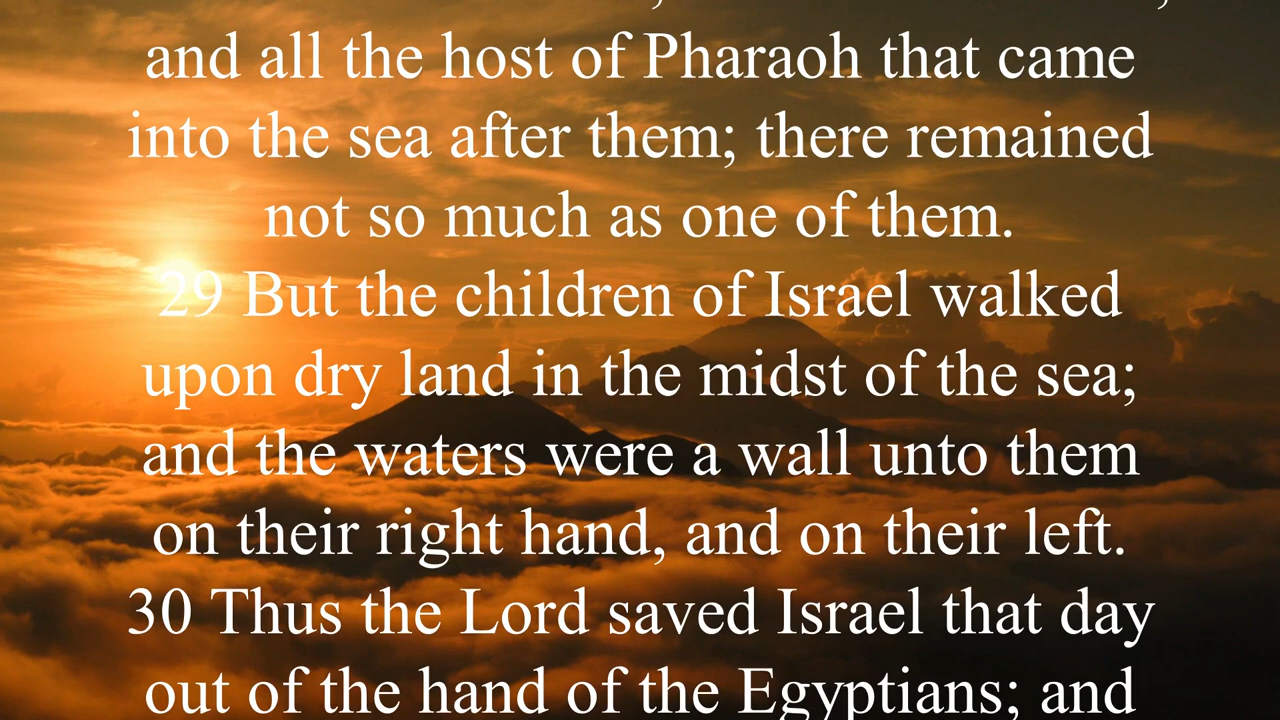 and all the host of Pharaoh that came
into the sea after them; there remained
not so much as one of them.
29 But the children of Israel walked
upon dry land in the midst of the sea;
and the waters were a wall unto them
on their right hand, and on their left.
30 Thus the Lord saved Israel that day
out of the hand of the Egyptians; and